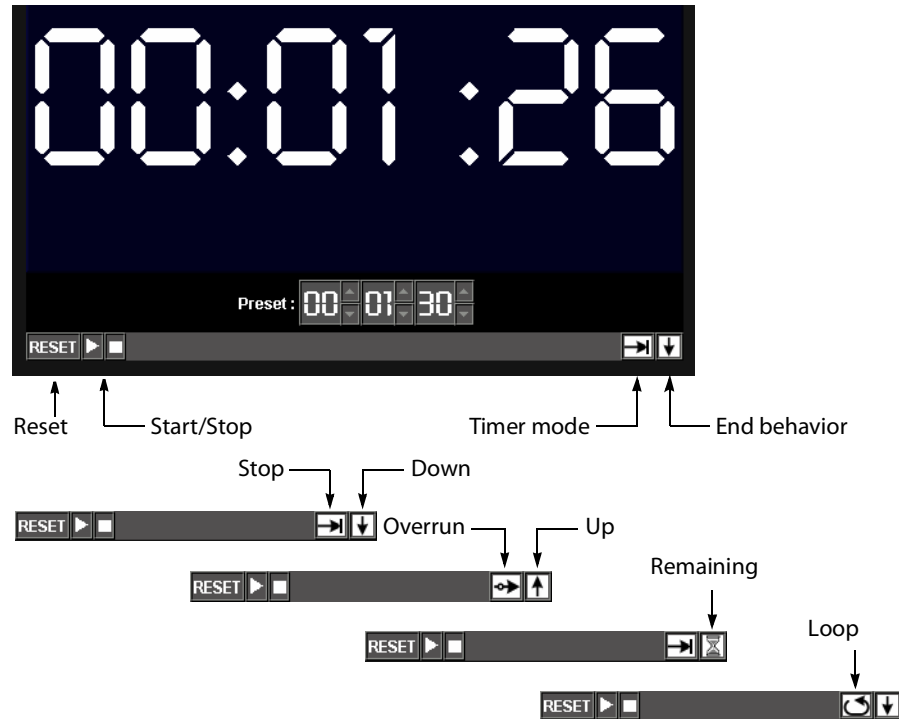 00:01:26
Preset: 00 01 30
RESET
Reset
Start/Stop
Timer mode
End behavior
Stop
Down
RESET
Overrun
Up
RESET
Remaining
RESET
Loop
RESET